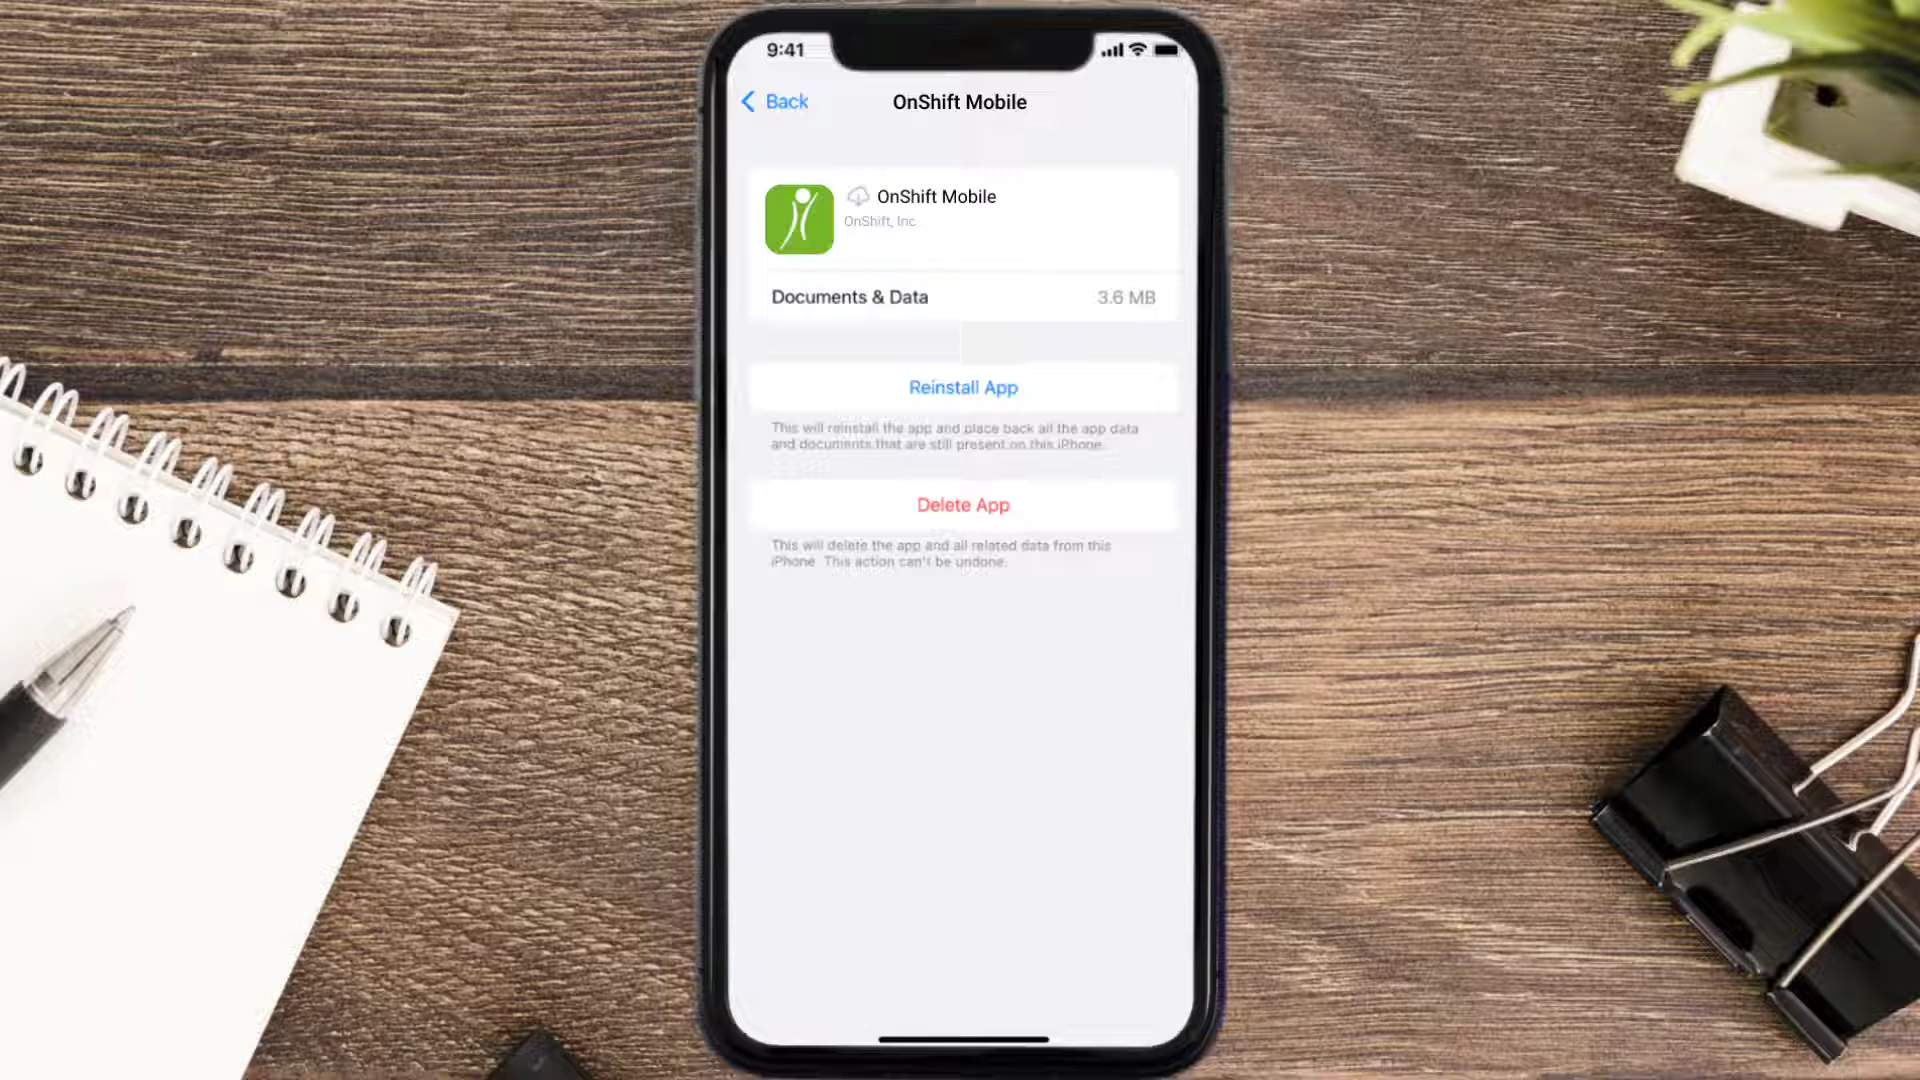 9:41
Back
OnShift Mobile
OnShift Mobile
OnShift, Inc.
Documents & Data 3.6 MB
Reinstall App
This will reinstall the app and place back all the app data
and documents that are still present on this iPhone.
Delete App
This will delete the app and all related data from this
iPhone. This action can't be undone.